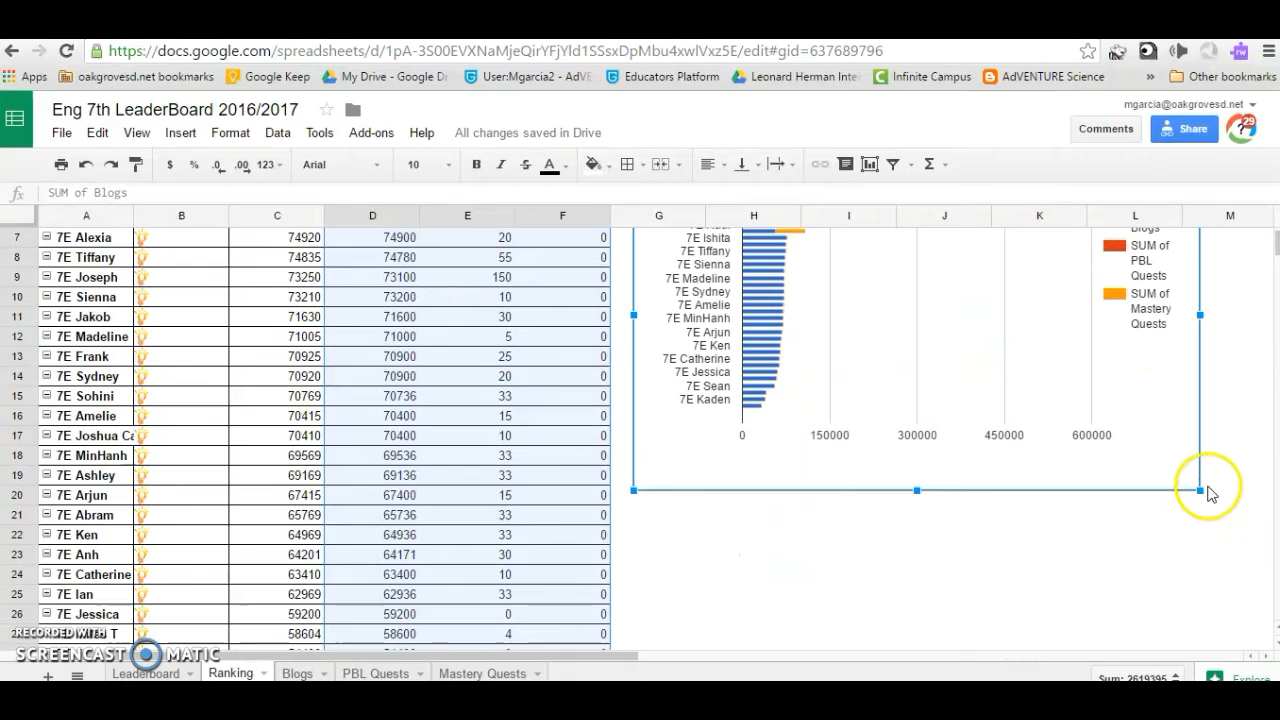 https://docs.google.com/spreadsheets/d/1pA-3S00EVXNaMjeQirYFjYld1SSsxDpMbu4xwlVxz5E/edit#gid=637689796
Apps oakgrovesd.net bookmarks Google Keep My Drive - Google D User:Mgarcia2 - AdVE Educators Platform Leonard Herman Inte Infinite Campus AdVENTURE Science » Other bookmarks
Eng 7th LeaderBoard 2016/2017
mgarcia@oakgrovesd.net
29
File Edit View Insert Format Data Tools Add-ons Help All changes saved in Drive
Comments Share
$ % .0 .00 123 Arial 10 B I S A Σ
fx SUM of Blogs
A B C D E F G H I J K L M
7 7E Alexia 74920 74900 20 0
8 7E Tiffany 74835 74780 55 0
9 7E Joseph 73250 73100 150 0
10 7E Sienna 73210 73200 10 0
11 7E Jakob 71630 71600 30 0
12 7E Madeline 71005 71000 5 0
13 7E Frank 70925 70900 25 0
14 7E Sydney 70920 70900 20 0
15 7E Sohini 70769 70736 33 0
16 7E Amelie 70415 70400 15 0
17 7E Joshua Ca 70410 70400 10 0
18 7E MinHanh 69569 69536 33 0
19 7E Ashley 69169 69136 33 0
20 7E Arjun 67415 67400 15 0
21 7E Abram 65769 65736 33 0
22 7E Ken 64969 64936 33 0
23 7E Anh 64201 64171 30 0
24 7E Catherine 63410 63400 10 0
25 7E Ian 62969 62936 33 0
26 7E Jessica 59200 59200 0 0
T 58604 58600 4 0
7E Ishita
7E Tiffany
7E Sienna
7E Madeline
7E Sydney
7E Amelie
7E MinHanh
7E Arjun
7E Ken
7E Catherine
7E Jessica
7E Sean
7E Kaden
0 150000 300000 450000 600000
Blogs
SUM of
PBL
Quests
SUM of
Mastery
Quests
RECORDED WITH
SCREENCAST MATIC
Leaderboard Ranking Blogs PBL Quests Mastery Quests
Sum: 2619395
Explore